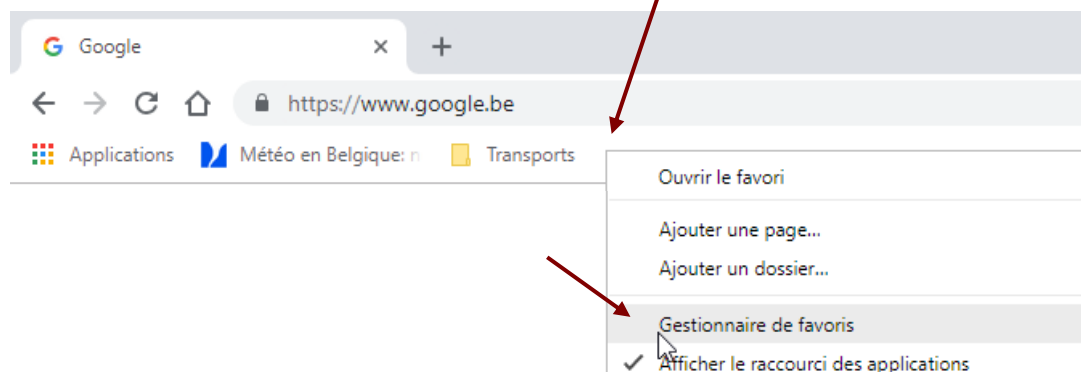 Google
https://www.google.be
Applications Météo en Belgique: Transports
Ouvrir le favori
Ajouter une page...
Ajouter un dossier...
Gestionnaire de favoris
Afficher le raccourci des applications